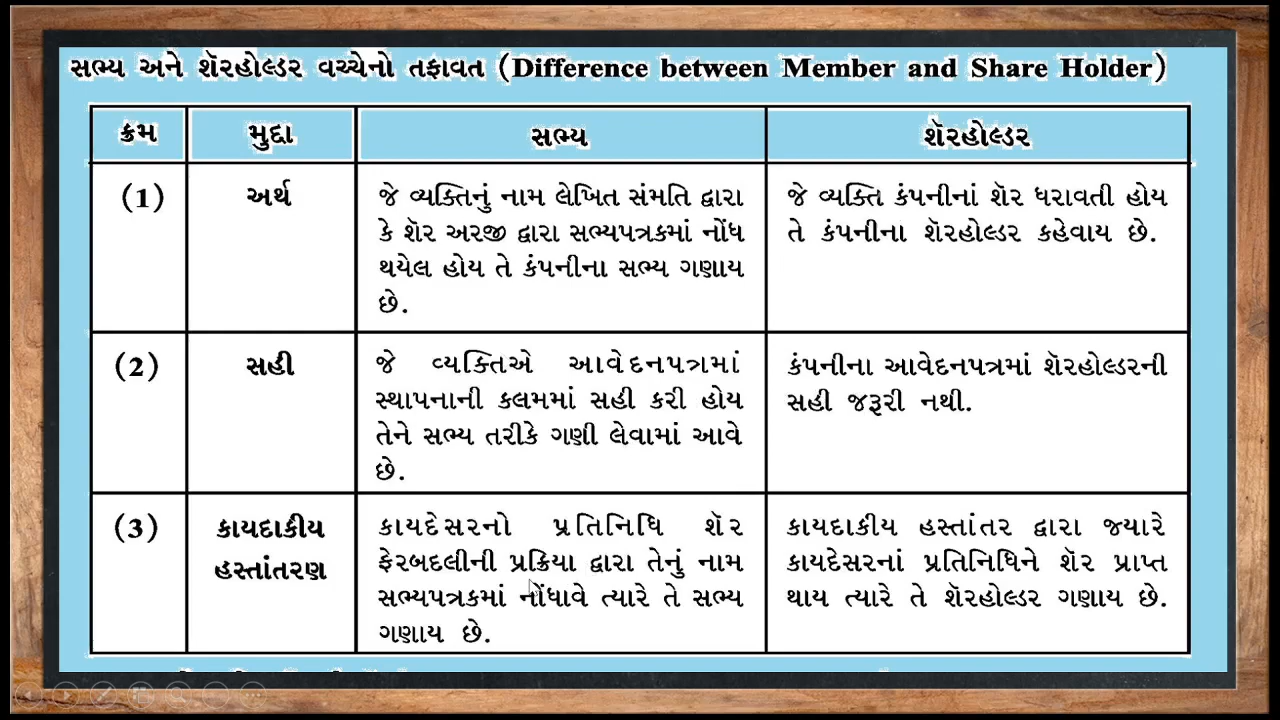 સભ્ય અને શૅરહોલ્ડર વચ્ચેનો તફાવત (Difference between Member and Share Holder)
ક્રમ મુદ્દા સભ્ય શૅરહોલ્ડર
(1) અર્થ
જે વ્યક્તિનું નામ લેખિત સંમતિ દ્વારા
કે શૅર અરજી દ્વારા સભ્યપત્રકમાં નોંધ
થયેલ હોય તે કંપનીના સભ્ય ગણાય
છે.
જે વ્યક્તિ કંપનીનાં શૅર ધરાવતી હોય
તે કંપનીના શૅરહોલ્ડર કહેવાય છે.
(2) સહી
જે વ્યક્તિએ આવેદનપત્રમાં
સ્થાપનાની કલમમાં સહી કરી હોય
તેને સભ્ય તરીકે ગણી લેવામાં આવે
છે.
કંપનીના આવેદનપત્રમાં શૅરહોલ્ડરની
સહી જરૂરી નથી.
(3) કાયદાકીય
હસ્તાંતરણ
કાયદેસરનો પ્રતિનિધિ શૅર
ફેરબદલીની પ્રક્રિયા દ્વારા તેનું નામ
સભ્યપત્રકમાં નોંધાવે ત્યારે તે સભ્ય
ગણાય છે.
કાયદાકીય હસ્તાંતર દ્વારા જ્યારે
કાયદેસરનાં પ્રતિનિધિને શૅર પ્રાપ્ત
થાય ત્યારે તે શૅરહોલ્ડર ગણાય છે.